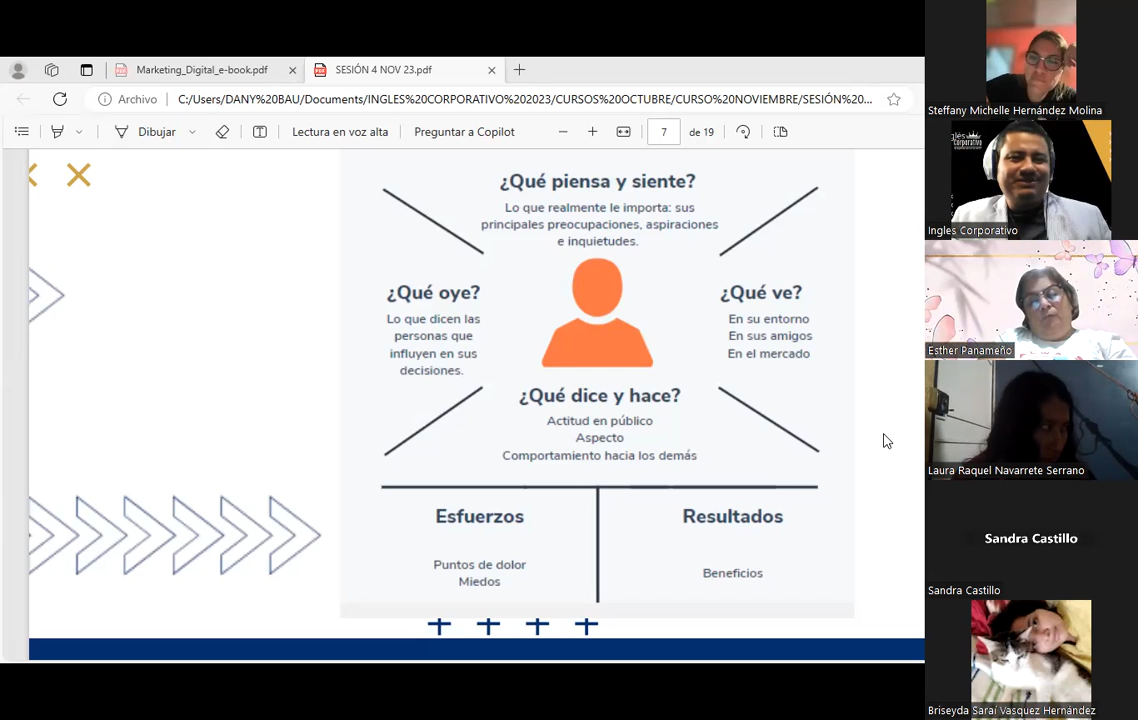 Marketing_Digital_e-book.pdf
SESIÓN 4 NOV 23.pdf
Archivo
C:/Users/DANY%20BAU/Documents/INGLES%20CORPORATIVO%202023/CURSOS%20OCTUBRE/CURSO%20NOVIEMBRE/SESIÓN%20...
Dibujar
Lectura en voz alta
Preguntar a Copilot
7 de 19
¿Qué piensa y siente?
Lo que realmente le importa: sus
principales preocupaciones, aspiraciones
e inquietudes.
¿Qué oye?
Lo que dicen las
personas que
influyen en sus
decisiones.
¿Qué ve?
En su entorno
En sus amigos
En el mercado
¿Qué dice y hace?
Actitud en público
Aspecto
Comportamiento hacia los demás
Esfuerzos
Puntos de dolor
Miedos
Resultados
Beneficios
Steffany Michelle Hernández Molina
Ingles Corporativo
Esther Panameño
Laura Raquel Navarrete Serrano
Sandra Castillo
Sandra Castillo
Briseyda Saraí Vasquez Hernández